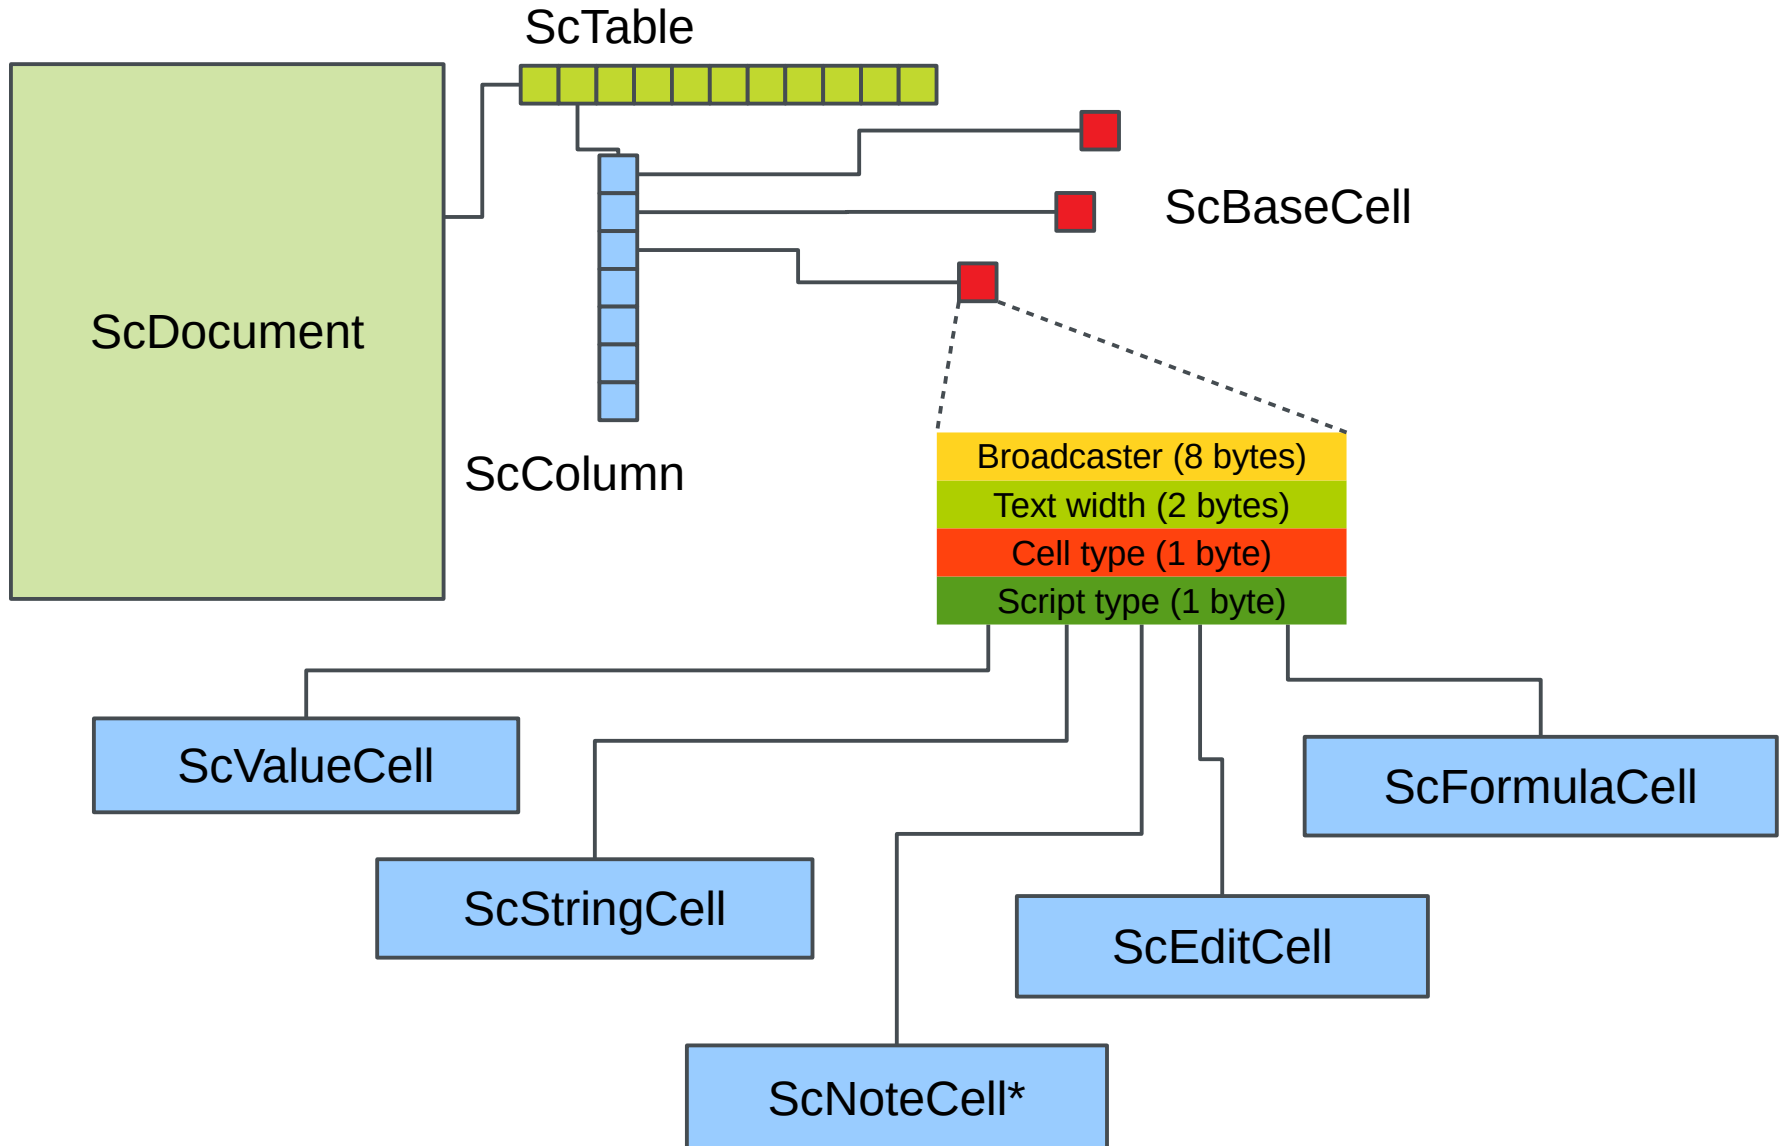 ScTable
ScBaseCell
ScDocument
ScColumn
Broadcaster (8 bytes)
Text width (2 bytes)
Cell type (1 byte)
Script type (1 byte)
ScValueCell
ScFormulaCell
ScStringCell
ScEditCell
ScNoteCell*